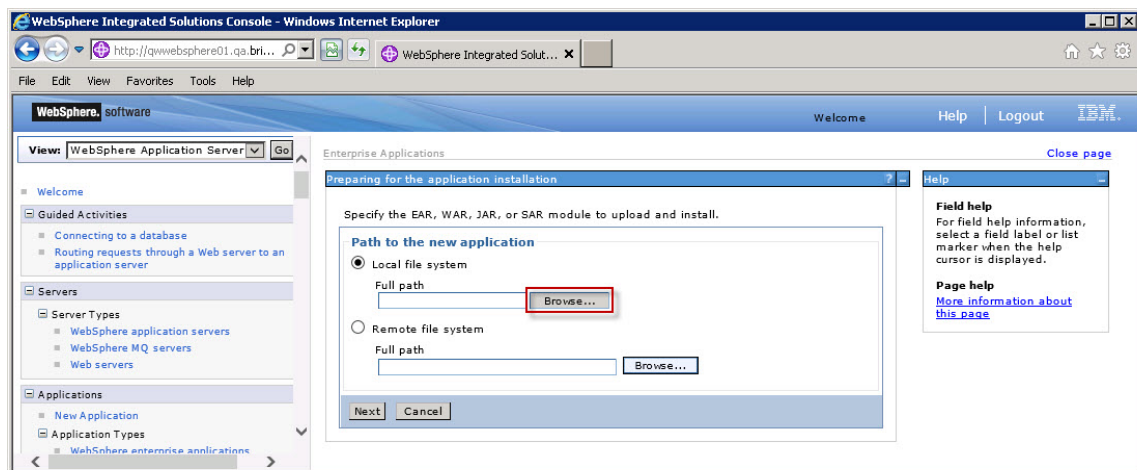 WebSphere Integrated Solutions Console - Windows Internet Explorer
http://qwwebsphere01.qa.bri...
WebSphere Integrated Solut...
File Edit View Favorites Tools Help
WebSphere. software
Welcome
Help
Logout
IBM.
View: WebSphere Application Server Go
Welcome
Guided Activities
Connecting to a database
Routing requests through a Web server to an
application server
Servers
Server Types
WebSphere application servers
WebSphere MQ servers
Web servers
Applications
New Application
Application Types
WebSphere enterprise applications
Enterprise Applications
Close page
Preparing for the application installation ? -
Specify the EAR, WAR, JAR, or SAR module to upload and install.
Path to the new application
Local file system
Full path
Browse...
Remote file system
Full path
Browse...
Next Cancel
Help -
Field help
For field help information,
select a field label or list
marker when the help
cursor is displayed.
Page help
More information about
this page